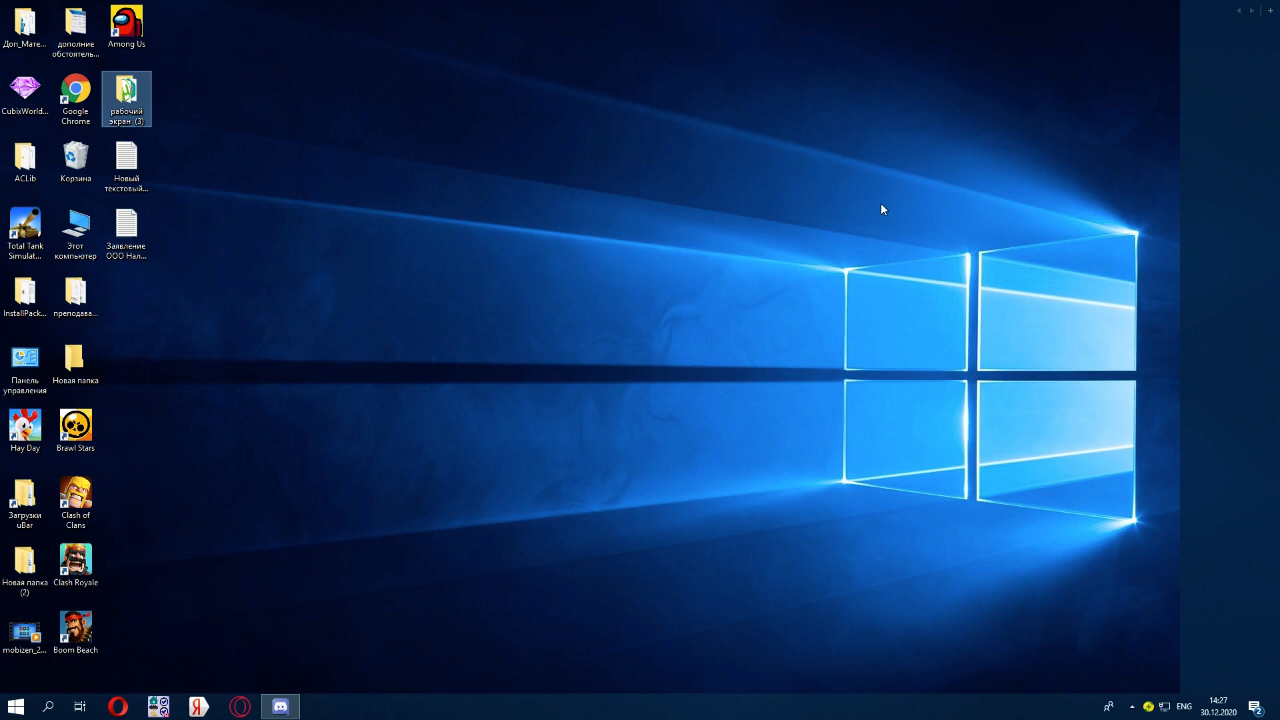 Доп_Мате...
дополние
обстоятель...
Among Us
CubixWorld...
Google
Chrome
рабочий
экран (3)
ACLib
Корзина
Новый
текстовый...
Total Tank
Simulat...
Этот
компьютер
Заявление
ООО Нал...
InstallPack...
преподава...
Панель
управления
Новая папка
Hay Day
Brawl Stars
Загрузки
uBar
Clash of
Clans
Новая папка
(2)
Clash Royale
mobizen_2...
Boom Beach
ENG
14:27
30.12.2020
2